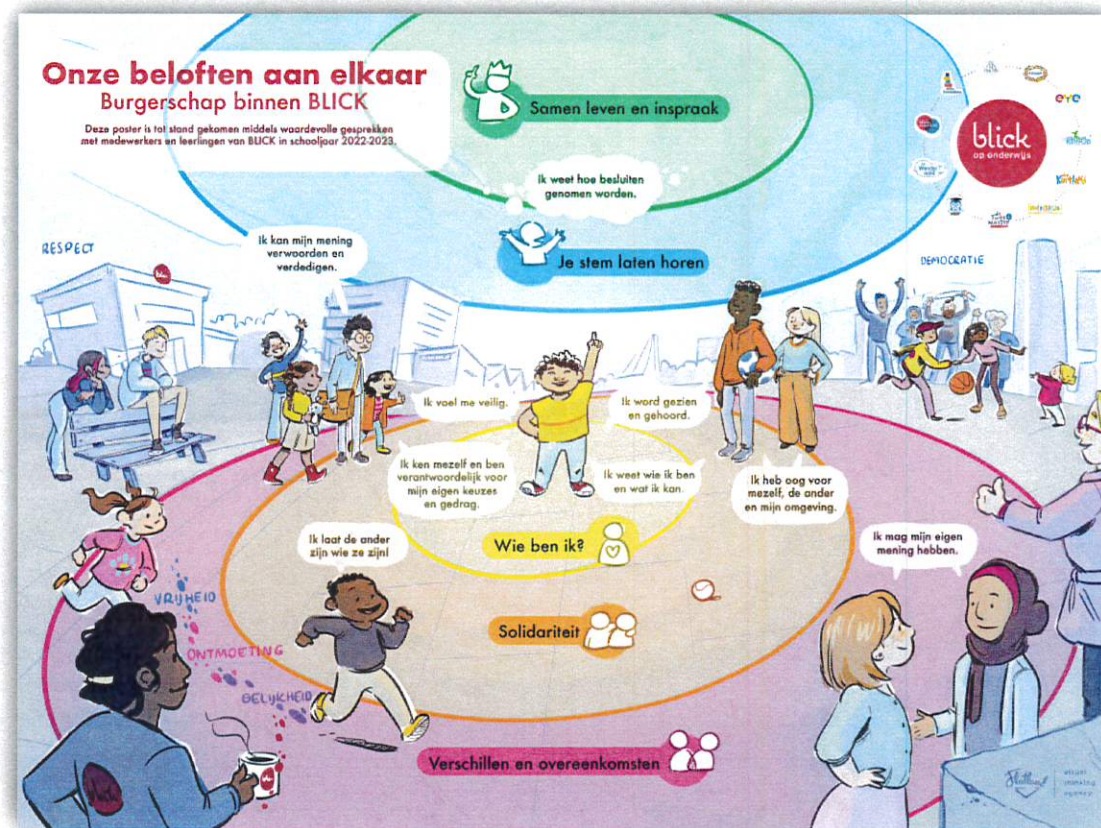 Onze beloften aan elkaar
Burgerschap binnen BLICK
Deze poster is tot stand gekomen middels waardevolle gesprekken
met medewerkers en leerlingen van BLICK in schooljaar 2022-2023.
Samen leven en inspraak
blick
op onderwijs
eye
Ik weet hoe besluiten
genomen worden.
RESPECT
Ik kan mijn mening
verwoorden en
verdedigen.
Je stem laten horen
DEMOCRATIE
Ik voel me veilig.
Ik word gezien
en gehoord.
Ik ken mezelf en ben
verantwoordelijk voor
mijn eigen keuzes
en gedrag.
Ik weet wie ik ben
en wat ik kan.
Ik heb oog voor
mezelf, de ander
en mijn omgeving.
Ik laat de ander
zijn wie ze zijn!
Wie ben ik?
Ik mag mijn eigen
mening hebben.
VRIJHEID
Solidariteit
ONTMOETING
GELIJKHEID
Verschillen en overeenkomsten
visual
thinking
agency